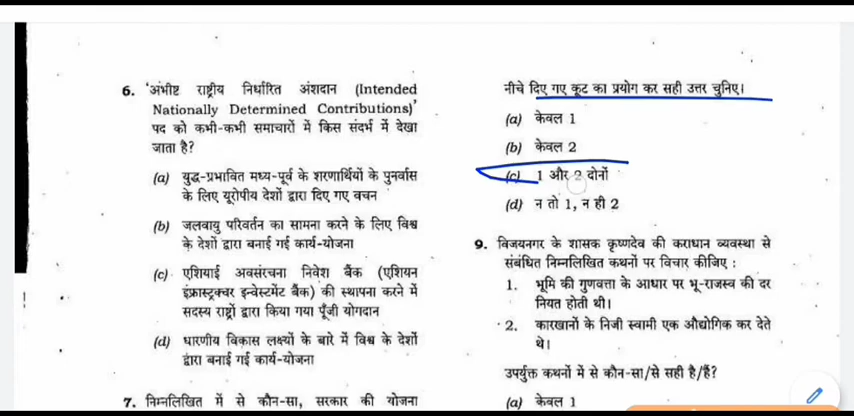 6. 'अभीष्ट राष्ट्रीय निर्धारित अंशदान (Intended
Nationally Determined Contributions)'
पद को कभी-कभी समाचारों में किस संदर्भ में देखा
जाता है?
(a) युद्ध-प्रभावित मध्य-पूर्व के शरणार्थियों के पुनर्वास
के लिए यूरोपीय देशों द्वारा दिए गए वचन
(b) जलवायु परिवर्तन का सामना करने के लिए विश्व
के देशों द्वारा बनाई गई कार्य-योजना
(c) एशियाई अवसंरचना निवेश बैंक (एशियन
इंफ्रास्ट्रक्चर इन्वेस्टमेंट बैंक) की स्थापना करने में
सदस्य राष्ट्रों द्वारा किया गया पूँजी योगदान
(d) धारणीय विकास लक्ष्यों के बारे में विश्व के देशों
द्वारा बनाई गई कार्य-योजना
7. निम्नलिखित में से कौन-सा, सरकार की योजना
नीचे दिए गए कूट का प्रयोग कर सही उत्तर चुनिए।
(a) केवल 1
(b) केवल 2
(c) 1 और 2 दोनों
(d) न तो 1, न ही 2
9. विजयनगर के शासक कृष्णदेव की कराधान व्यवस्था से
संबंधित निम्नलिखित कथनों पर विचार कीजिए :
1. भूमि की गुणवत्ता के आधार पर भू-राजस्व की दर
नियत होती थी।
2. कारखानों के निजी स्वामी एक औद्योगिक कर देते
थे।
उपर्युक्त कथनों में से कौन-सा/से सही है/हैं?
(a) केवल 1